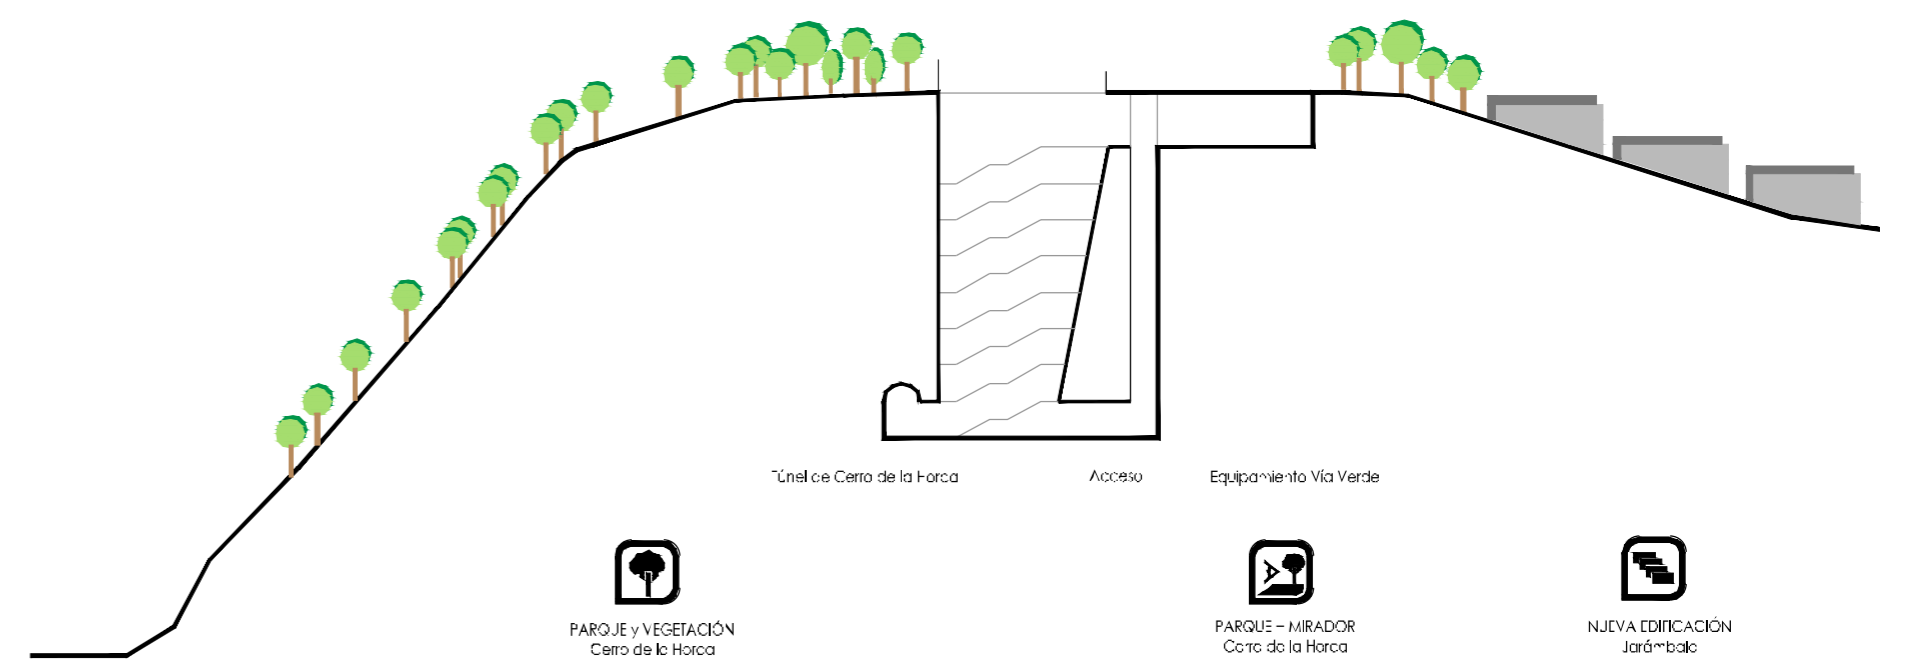 Túnel de Cerro de la Horca
Acceso
Equipamiento Vía Verde
PARQUE y VEGETACIÓN
Cerro de la Horca
PARQUE – MIRADOR
Cerro de la Horca
NUEVA EDIFICACIÓN
Jarámbalo